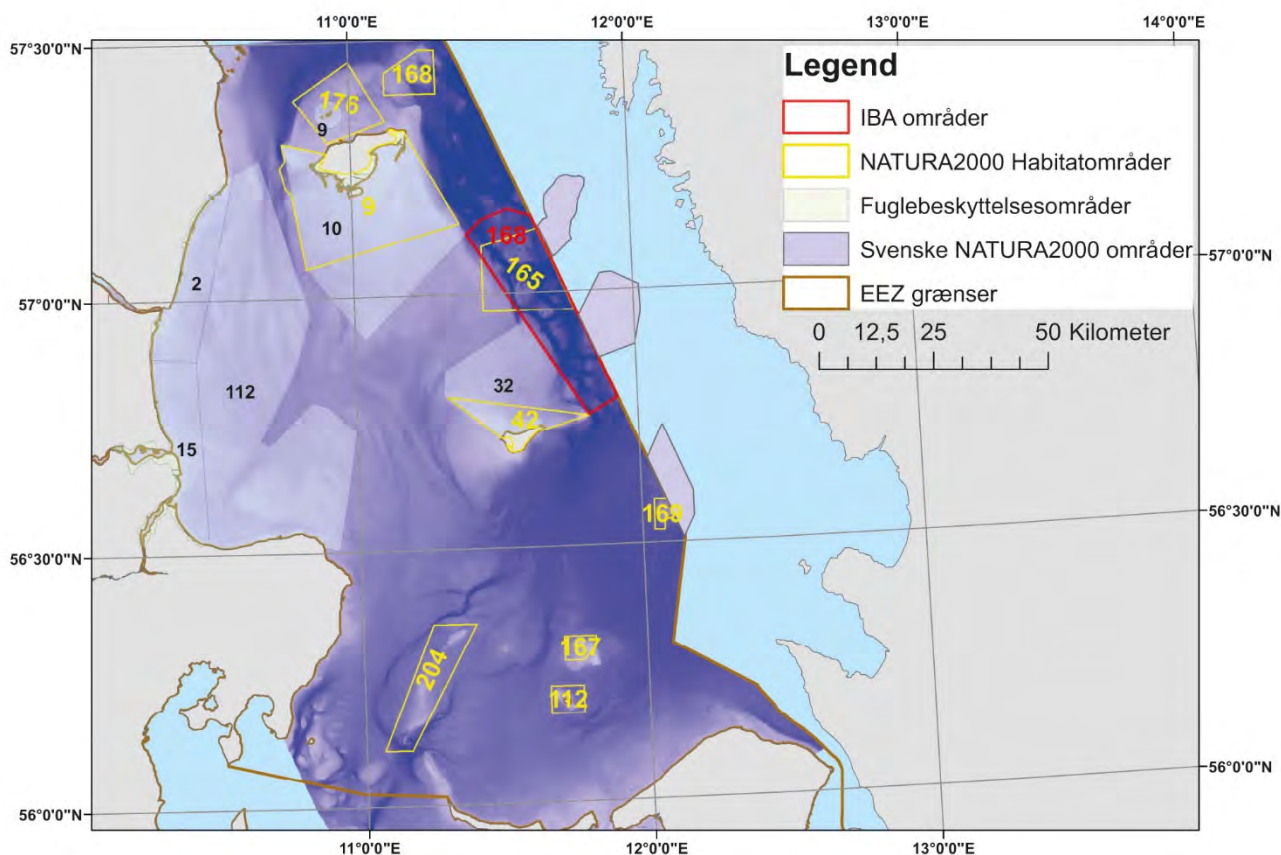 11°0'0"E
12°0'0"E
13°0'0"E
14°0'0"E
57°30'0"N
168
176
9
Legend
IBA områder
NATURA2000 Habitatområder
Fuglebeskyttelsesområder
Svenske NATURA2000 områder
EEZ grænser
0 12,5 25 50 Kilometer
9
10
168
165
2
57°0'0"N
57°0'0"N
32
112
42
15
169
56°30'0"N
56°30'0"N
167
204
112
56°0'0"N
56°0'0"N
11°0'0"E
12°0'0"E
13°0'0"E